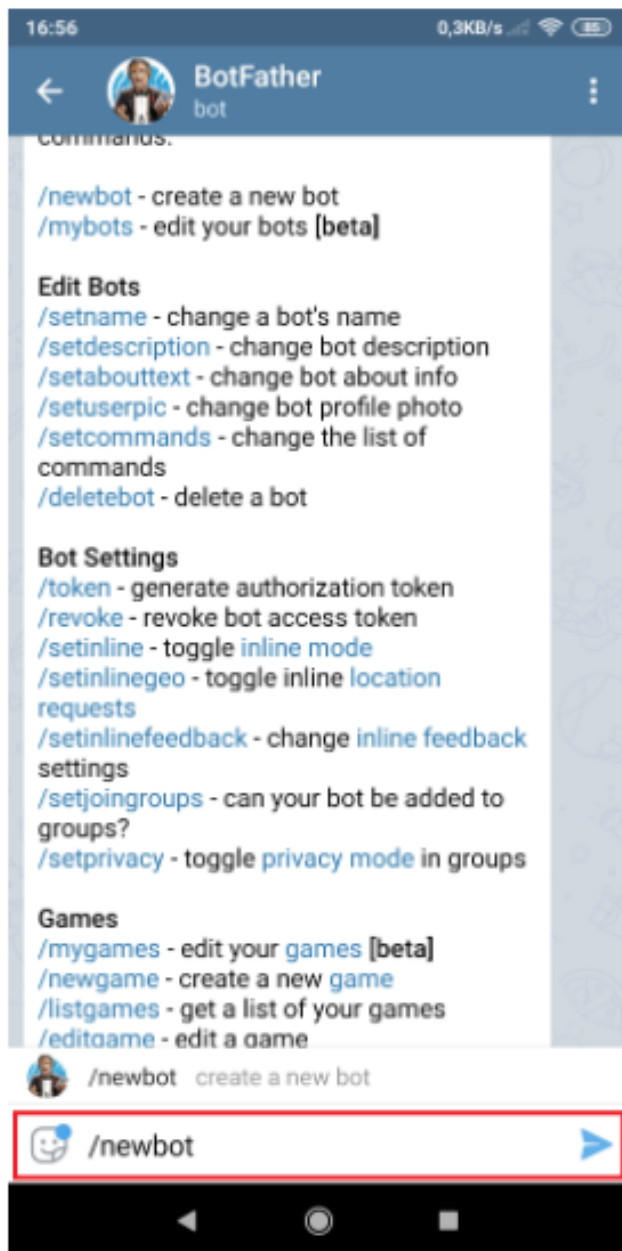 16:56 0,3KB/s 85
BotFather
bot
commands.
/newbot - create a new bot
/mybots - edit your bots [beta]
Edit Bots
/setname - change a bot's name
/setdescription - change bot description
/setabouttext - change bot about info
/setuserpic - change bot profile photo
/setcommands - change the list of
commands
/deletebot - delete a bot
Bot Settings
/token - generate authorization token
/revoke - revoke bot access token
/setinline - toggle inline mode
/setinlinegeo - toggle inline location
requests
/setinlinefeedback - change inline feedback
settings
/setjoingroups - can your bot be added to
groups?
/setprivacy - toggle privacy mode in groups
Games
/mygames - edit your games [beta]
/newgame - create a new game
/listgames - get a list of your games
/editgame - edit a game
/newbot create a new bot
/newbot